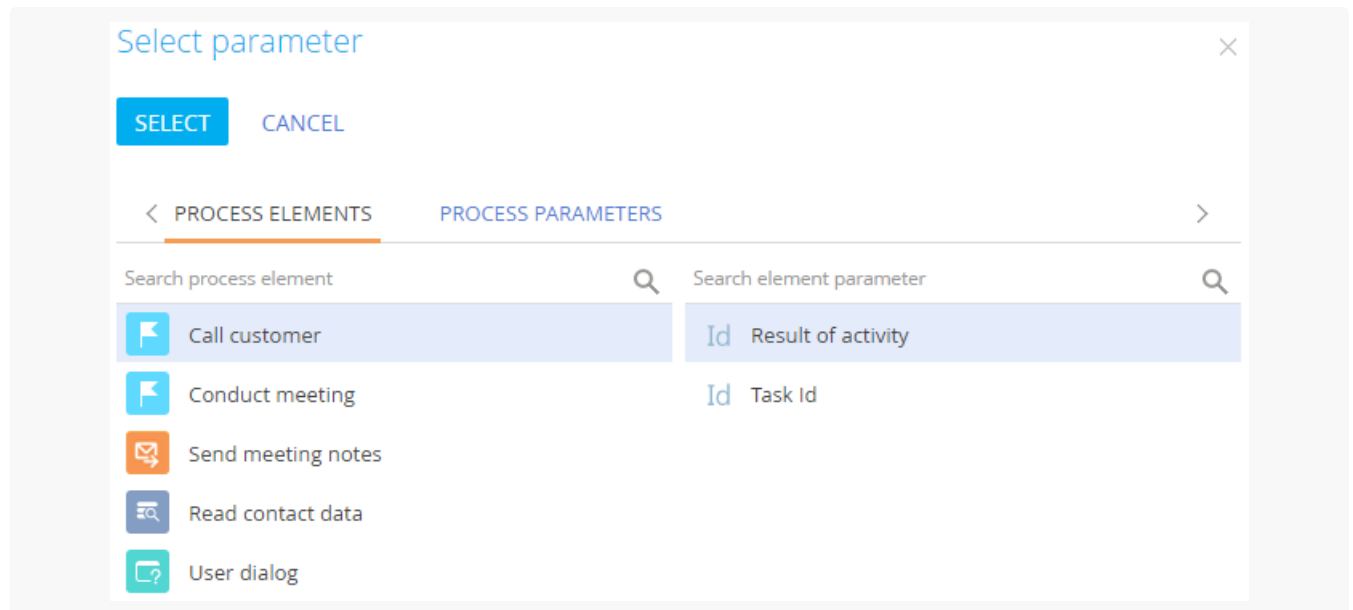 Select parameter
SELECT CANCEL
PROCESS ELEMENTS PROCESS PARAMETERS
Search process element Search element parameter
Call customer Id Result of activity
Conduct meeting Id Task Id
Send meeting notes
Read contact data
User dialog